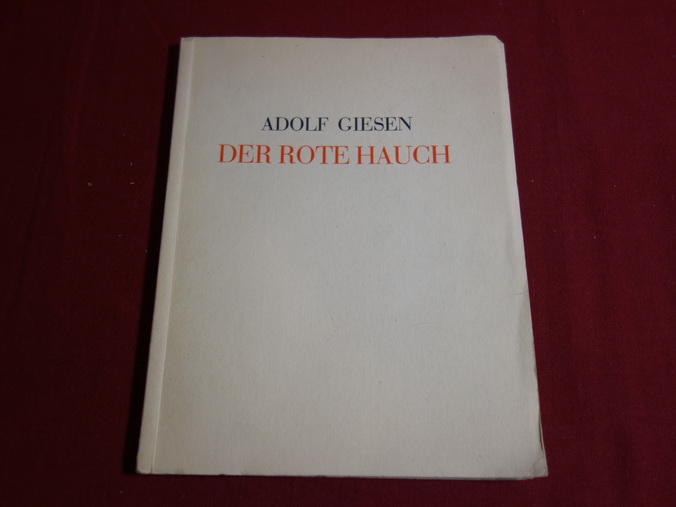 ADOLF GIESEN
DER ROTE HAUCH